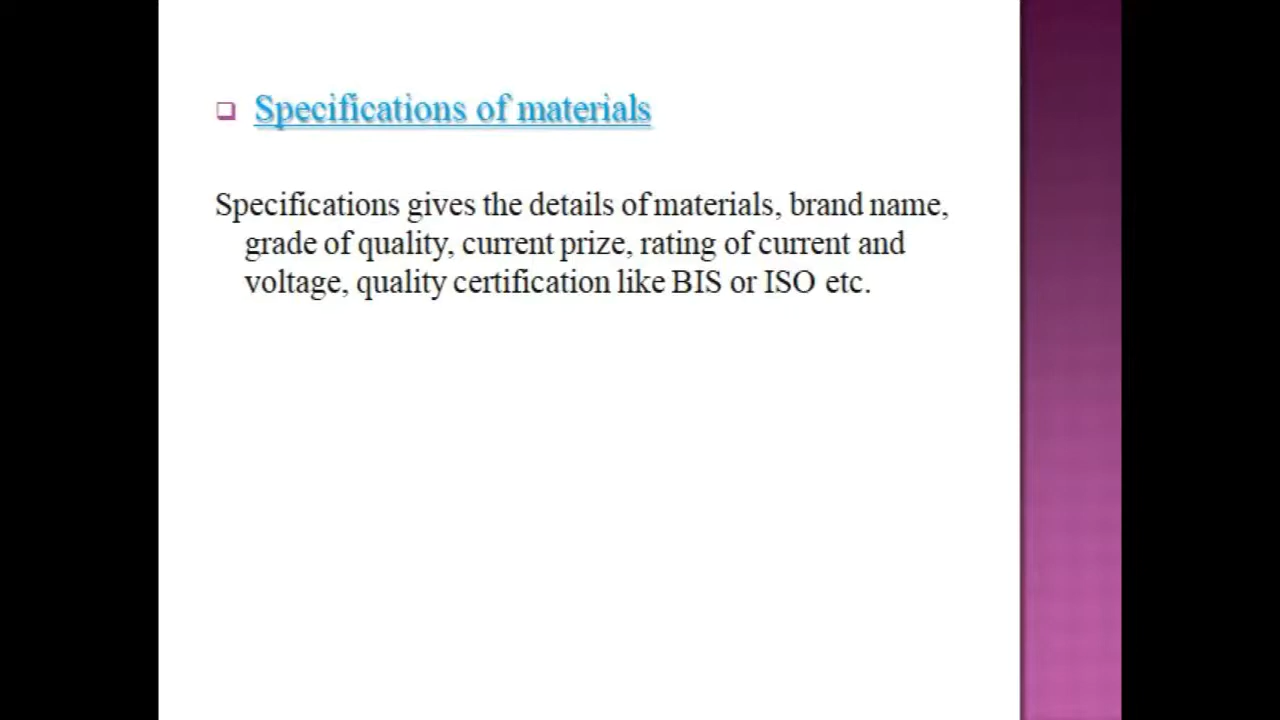 Specifications of materials
Specifications gives the details of materials, brand name,
grade of quality, current prize, rating of current and
voltage, quality certification like BIS or ISO etc.